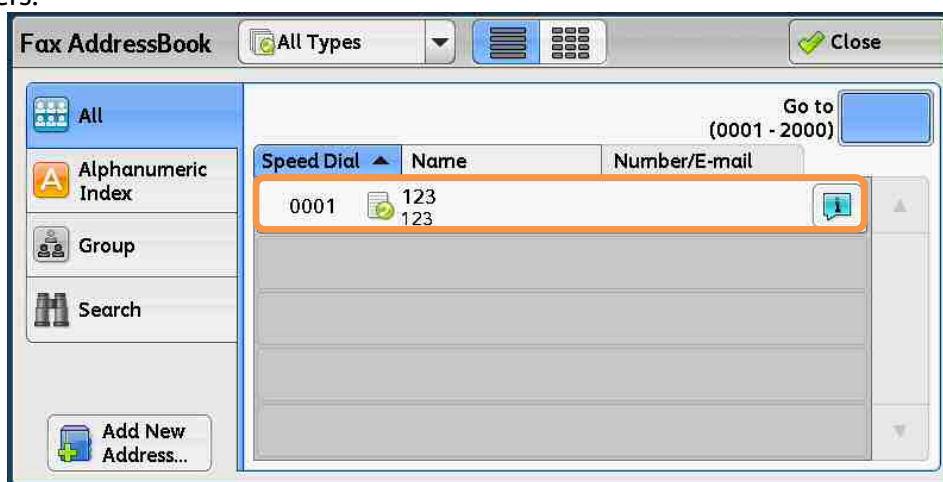 ers.
Fax AddressBook
All Types
Close
All
Go to
(0001 - 2000)
Alphanumeric
Index
Speed Dial
Name
Number/E-mail
0001
123
123
Group
Search
Add New
Address...